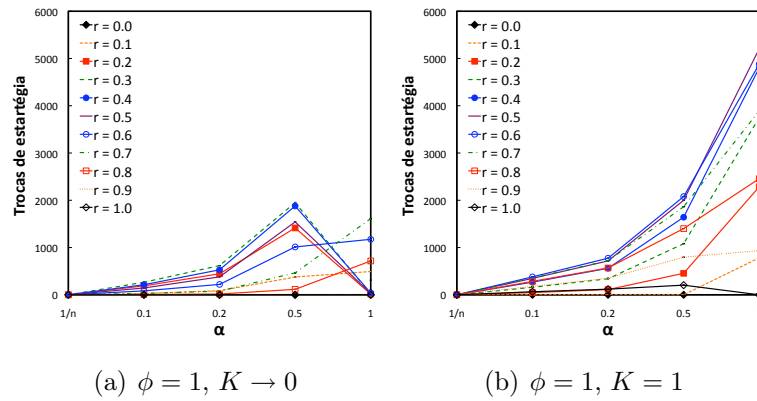 6000
5000
4000
3000
2000
1000
0
Trocas de estartégia
r = 0.0
r = 0.1
r = 0.2
r = 0.3
r = 0.4
r = 0.5
r = 0.6
r = 0.7
r = 0.8
r = 0.9
r = 1.0
1/n 0.1 0.2 0.5 1
α
(a) ϕ = 1, K → 0
6000
5000
4000
3000
2000
1000
0
Trocas de estartégia
r = 0.0
r = 0.1
r = 0.2
r = 0.3
r = 0.4
r = 0.5
r = 0.6
r = 0.7
r = 0.8
r = 0.9
r = 1.0
1/n 0.1 0.2 0.5
α
(b) ϕ = 1, K = 1